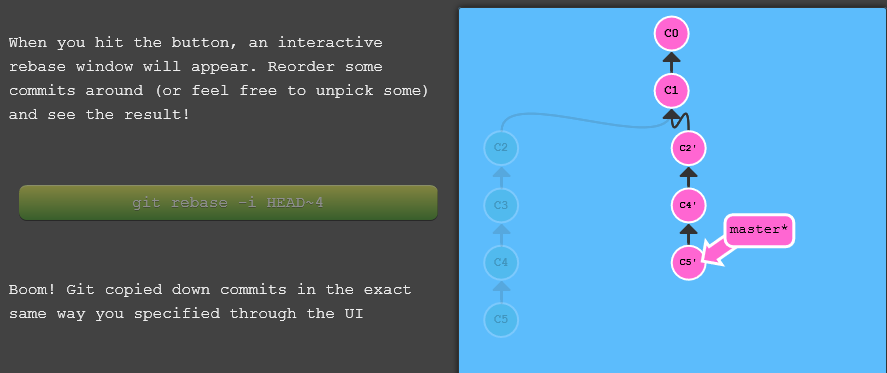 When you hit the button, an interactive
rebase window will appear. Reorder some
commits around (or feel free to unpick some)
and see the result!
git rebase -i HEAD~4
Boom! Git copied down commits in the exact
same way you specified through the UI
C0
C1
C2
C2'
C3
C4'
master*
C4
C5'
C5